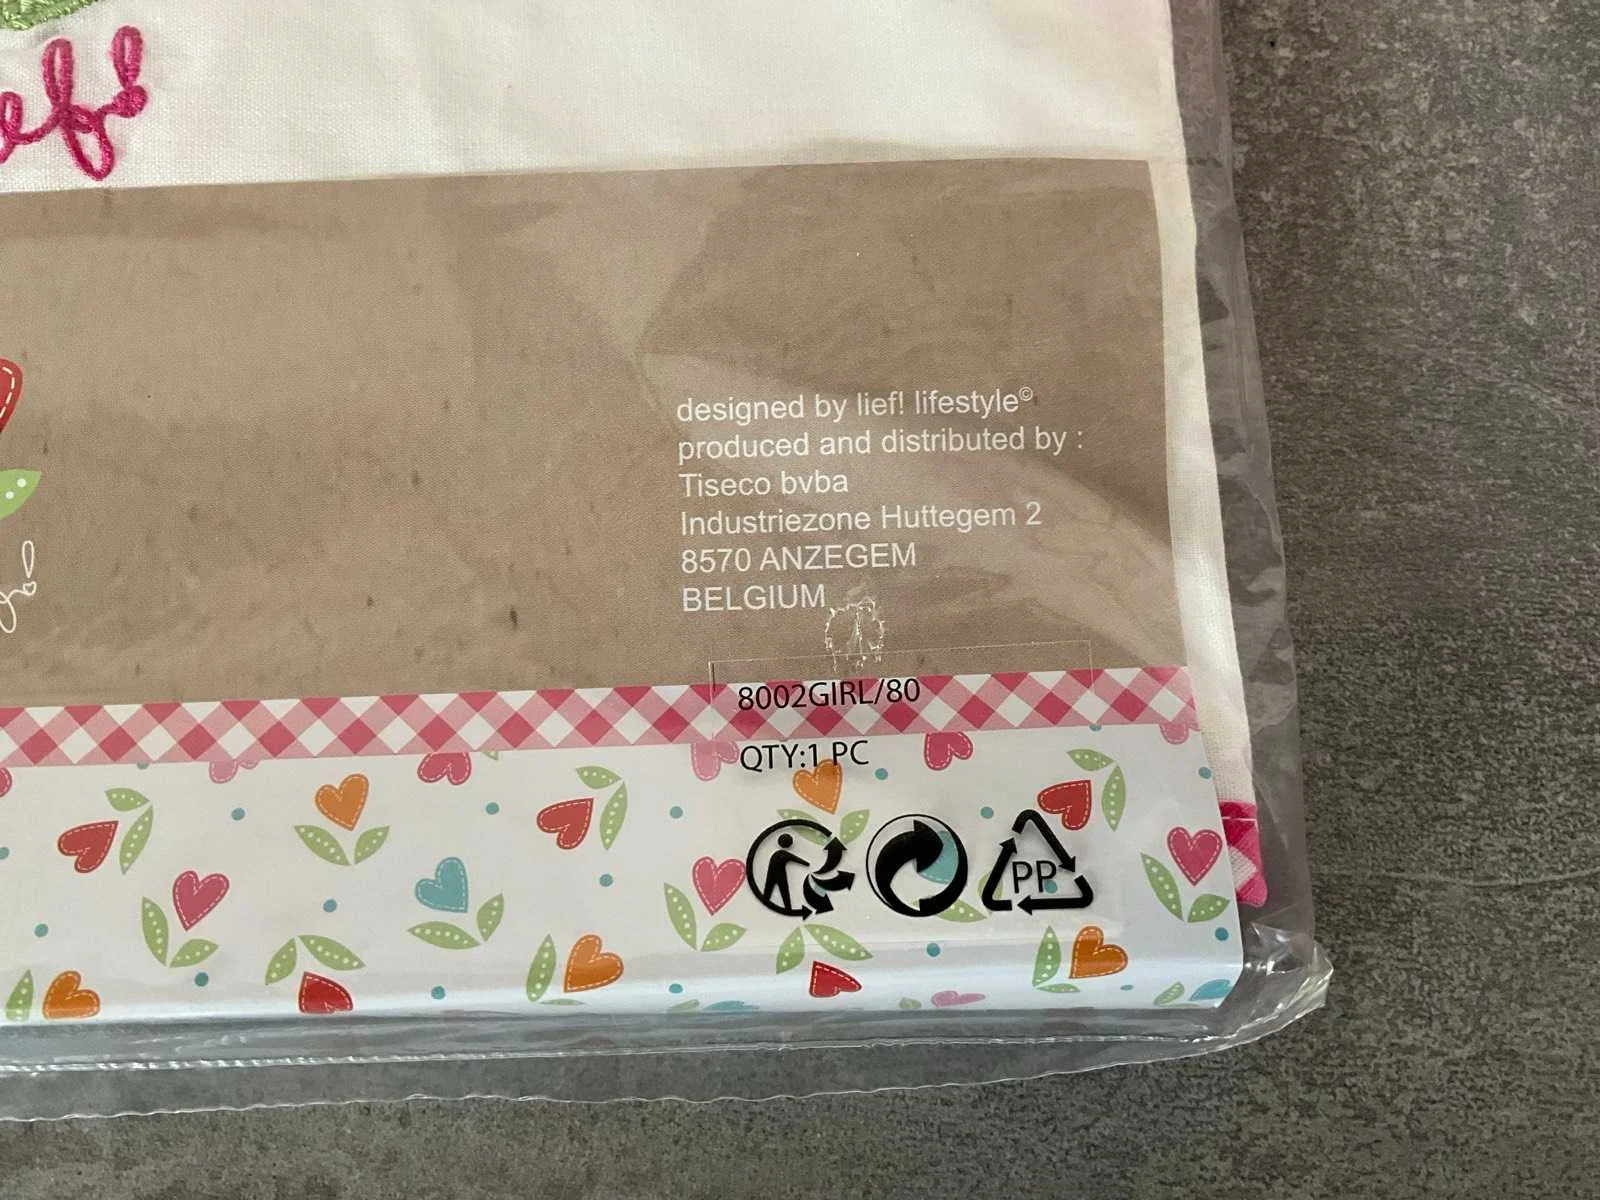 ef!
designed by lief! lifestyle©
produced and distributed by :
Tiseco bvba
Industriezone Huttegem 2
8570 ANZEGEM
BELGIUM
8002GIRL/80
QTY:1 PC
PP